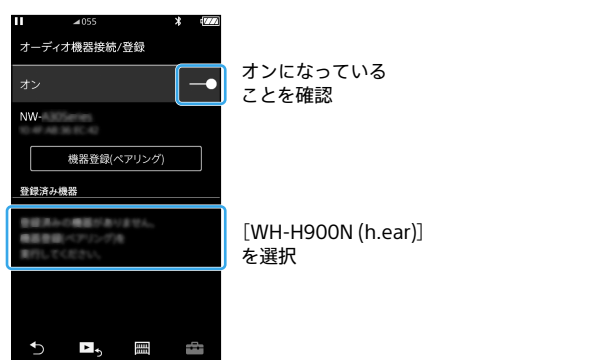 055
オーディオ機器接続/登録
オン
オンになっている
ことを確認
NW-
機器登録(ペアリング)
登録済み機器
[WH-H900N (h.ear)]
を選択